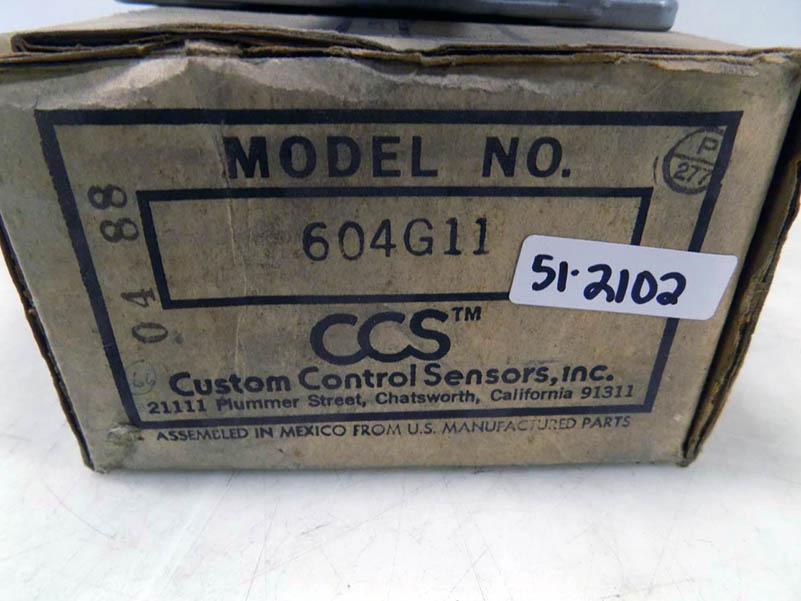 MODEL NO.
P
277
04 88
604G11
51-2102
CCS™
66
Custom Control Sensors, Inc.
21111 Plummer Street, Chatsworth, California 91311
ASSEMBLED IN MEXICO FROM U.S. MANUFACTURED PARTS